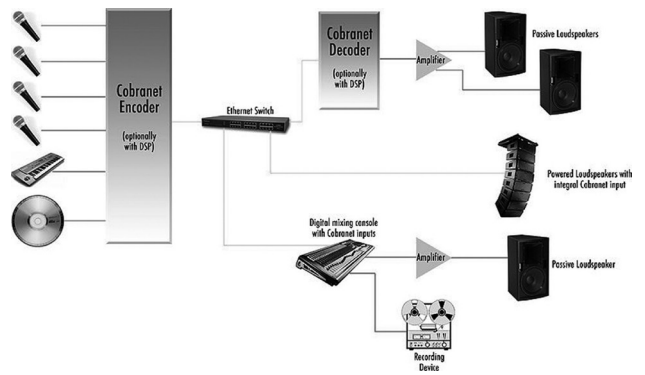 Cobranet
Encoder
(optionally
with DSP)
Ethernet Switch
Cobranet
Decoder
(optionally
with DSP)
Amplifier
Passive Loudspeakers
Powered Loudspeakers with
integral Cobranet input
Digital mixing console
with Cobranet inputs
Amplifier
Passive Loudspeaker
Recording
Device